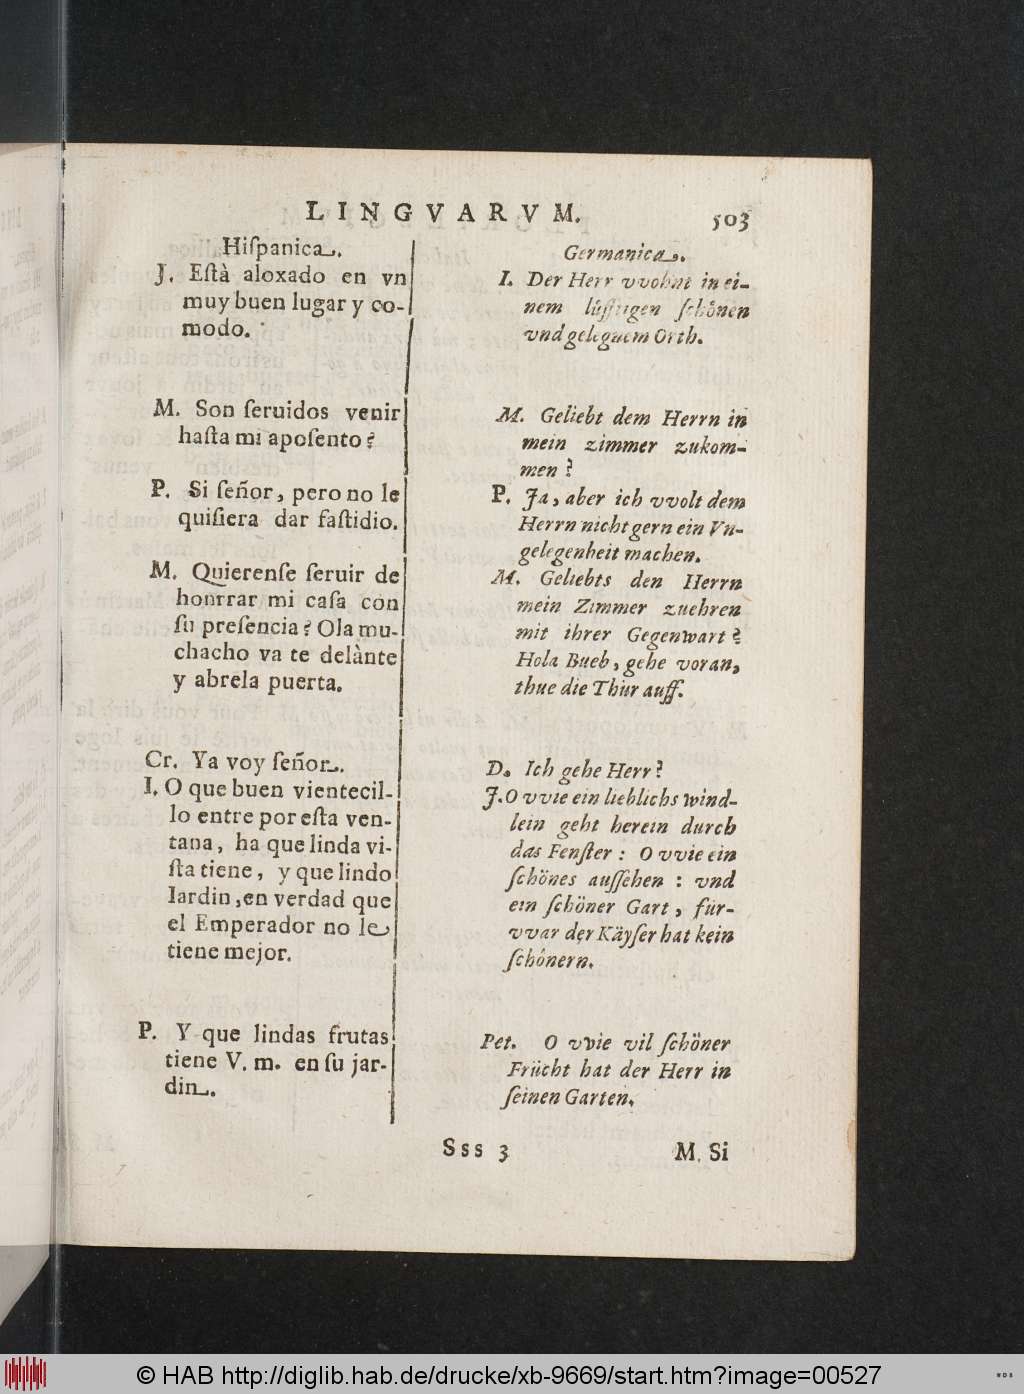 LINGVARVM. 503
Hiſpanica.
J. Eſtà aloxado en vn
muy buen lugar y co-
modo.
M. Son ſeruidos venir
haſta mi apoſento?
P. Si ſeñor, pero no le
quiſiera dar faſtidio.
M. Quierenſe ſeruir de
honrrar mi caſa con
ſu preſencia? Ola mu-
chacho va te delànte
y abrela puerta.
Cr. Ya voy ſeñor.
I. O que buen vientecil-
lo entre por eſta ven-
tana, ha que linda vi-
ſta tiene, y que lindo
Iardin, en verdad que
el Emperador no le
tiene mejor.
P. Y que lindas frutas
tiene V. m. en ſu jar-
din.
Germanica.
I. Der Herr vvohnt in ei-
nem lùſſtigen ſchönen
vnd gelegnem Orth.
M. Geliebt dem Herrn in
mein zimmer zukom-
men?
P. Ja, aber ich vvolt dem
Herrn nicht gern ein Vn-
gelegenheit machen.
M. Geliebts den Herrn
mein Zimmer zuehren
mit ihrer Gegenwart?
Hola Bueb, gehe voran,
thue die Thür auff.
D. Ich gehe Herr?
J. O vvie ein lieblichs wind-
lein geht herein durch
das Fenſter: O vvie ein
ſchönes auſſehen: vnd
ein ſchöner Gart, für-
vvar der Käyſer hat kein
ſchönern.
Pet. O vvie vil ſchöner
Frücht hat der Herr in
ſeinen Garten.
Sss 3 M. Si
© HAB http://diglib.hab.de/drucke/xb-9669/start.htm?image=00527